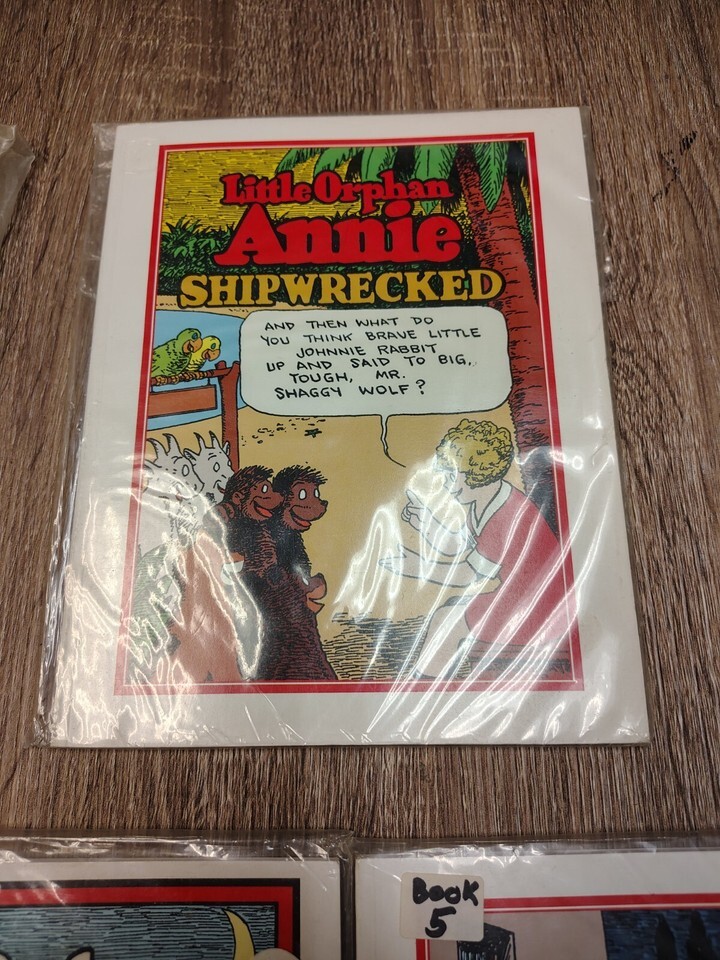 Little Orphan
Annie
SHIPWRECKED
AND THEN WHAT DO
YOU THINK BRAVE LITTLE
JOHNNIE RABBIT
UP AND SAID TO BIG,
TOUGH, MR.
SHAGGY WOLF?
Book
5